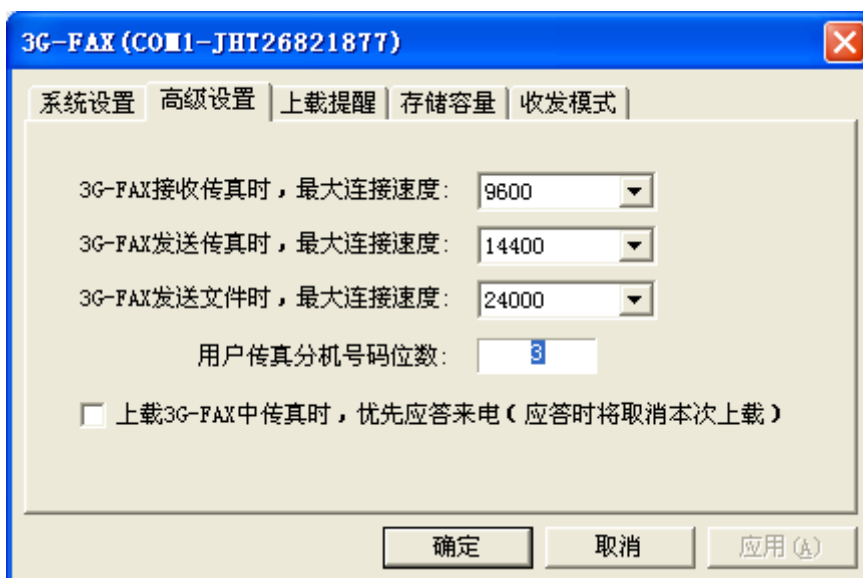 3G-FAX(COM1-JHT26821877)
系统设置 高级设置 上载提醒 存储容量 收发模式
3G-FAX接收传真时，最大连接速度: 9600
3G-FAX发送传真时，最大连接速度: 14400
3G-FAX发送文件时，最大连接速度: 24000
用户传真分机号码位数: 3
上载3G-FAX中传真时，优先应答来电(应答时将取消本次上载)
确定 取消 应用(A)